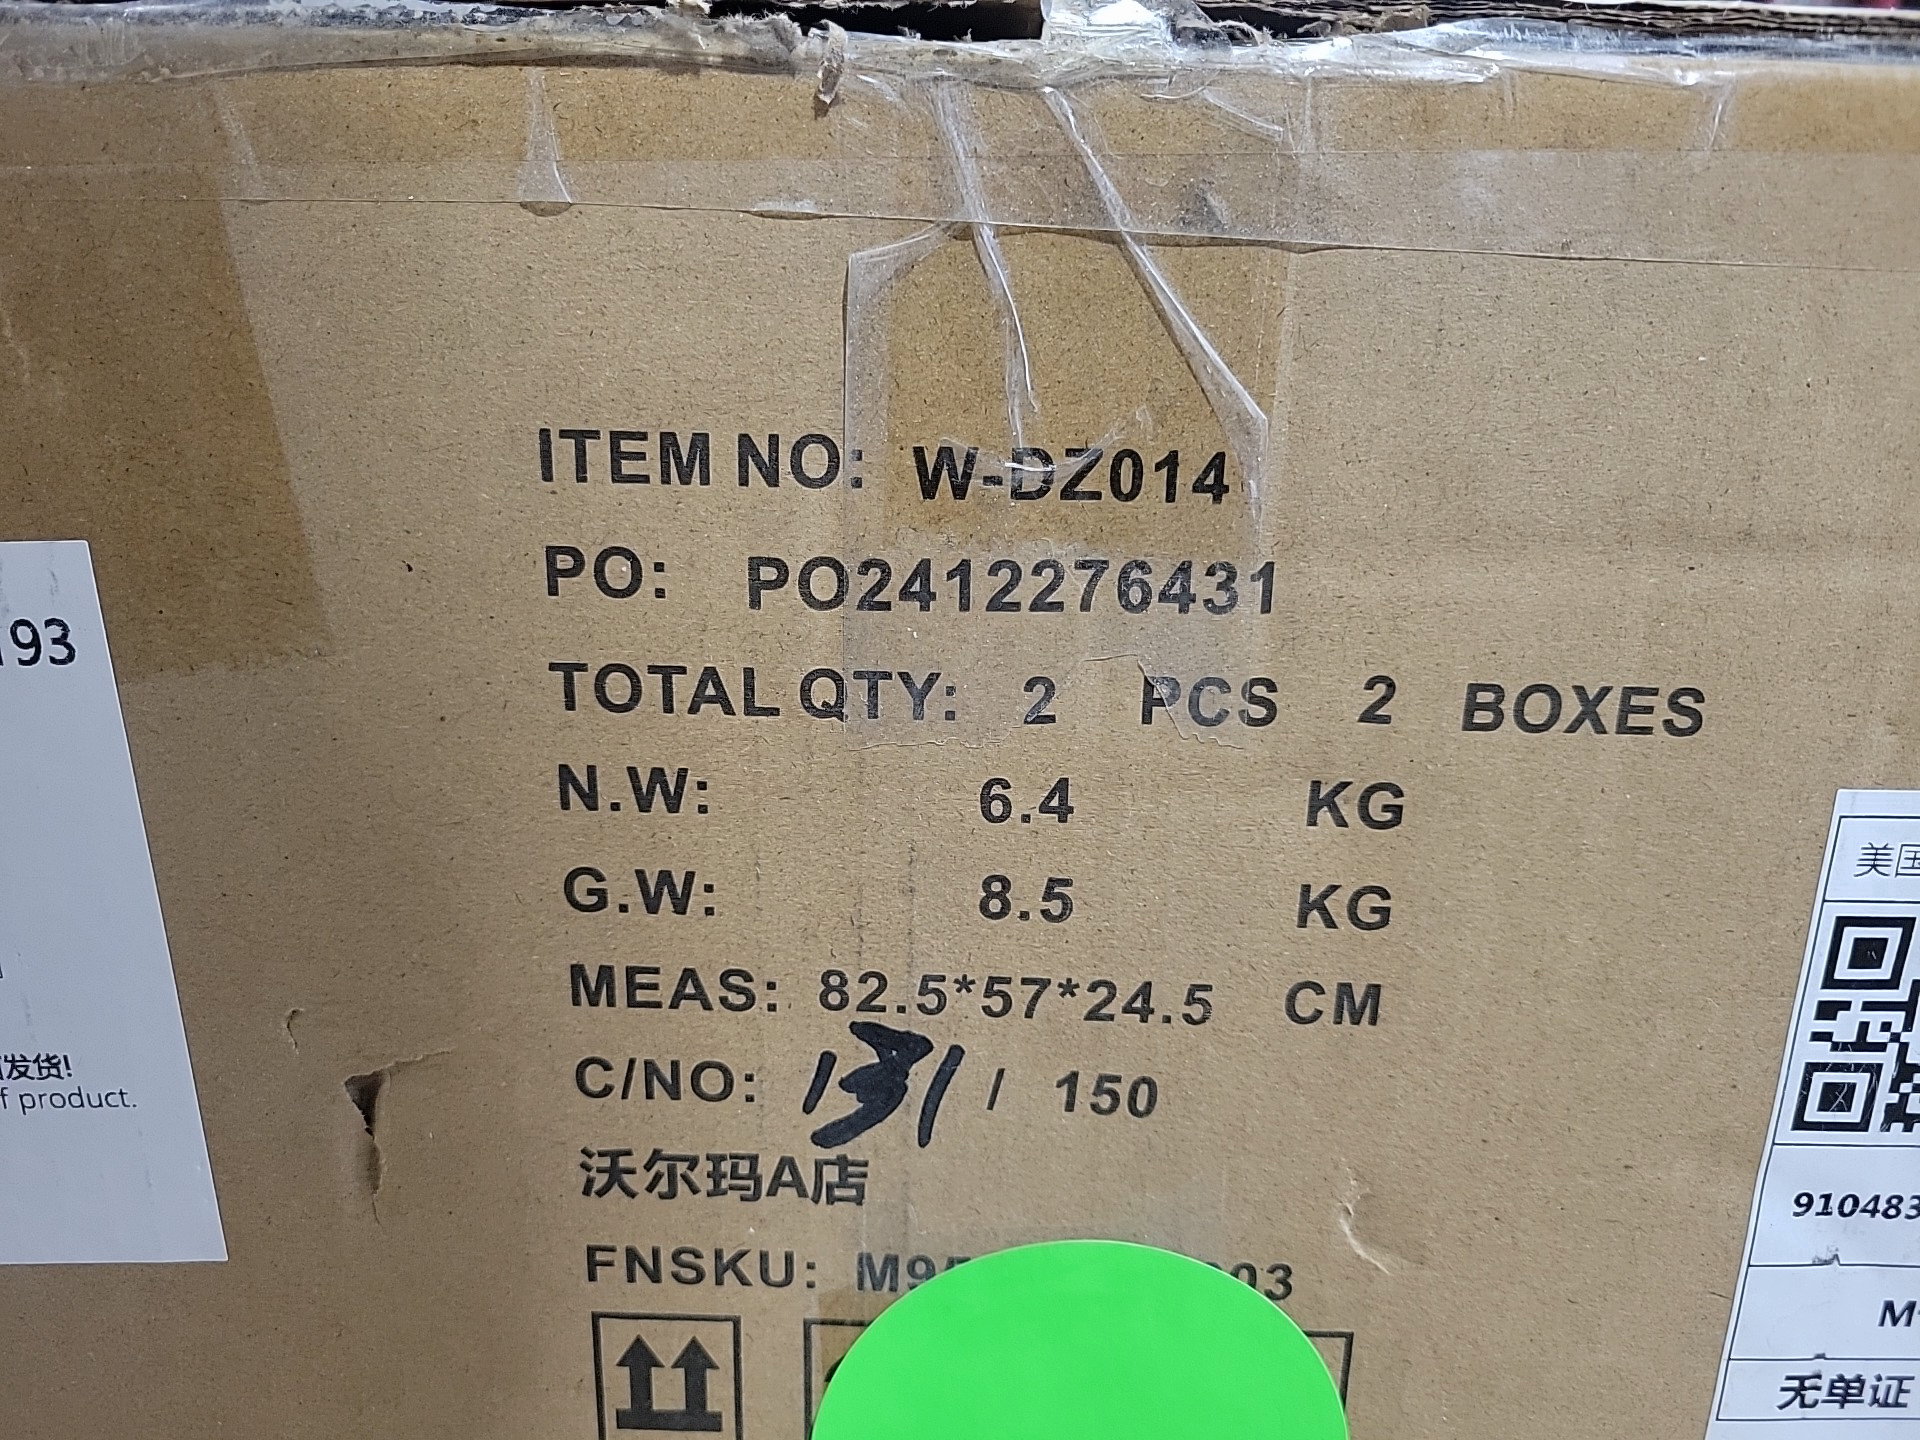 ITEM NO: W-DZ014
PO: PO2412276431
TOTAL QTY: 2 PCS 2 BOXES
N.W: 6.4 KG
G.W: 8.5 KG
MEAS: 82.5*57*24.5 CM
C/NO: 131 / 150
沃尔玛A店
FNSKU:
193
发货!
f product.
美国
910483
M
无单证